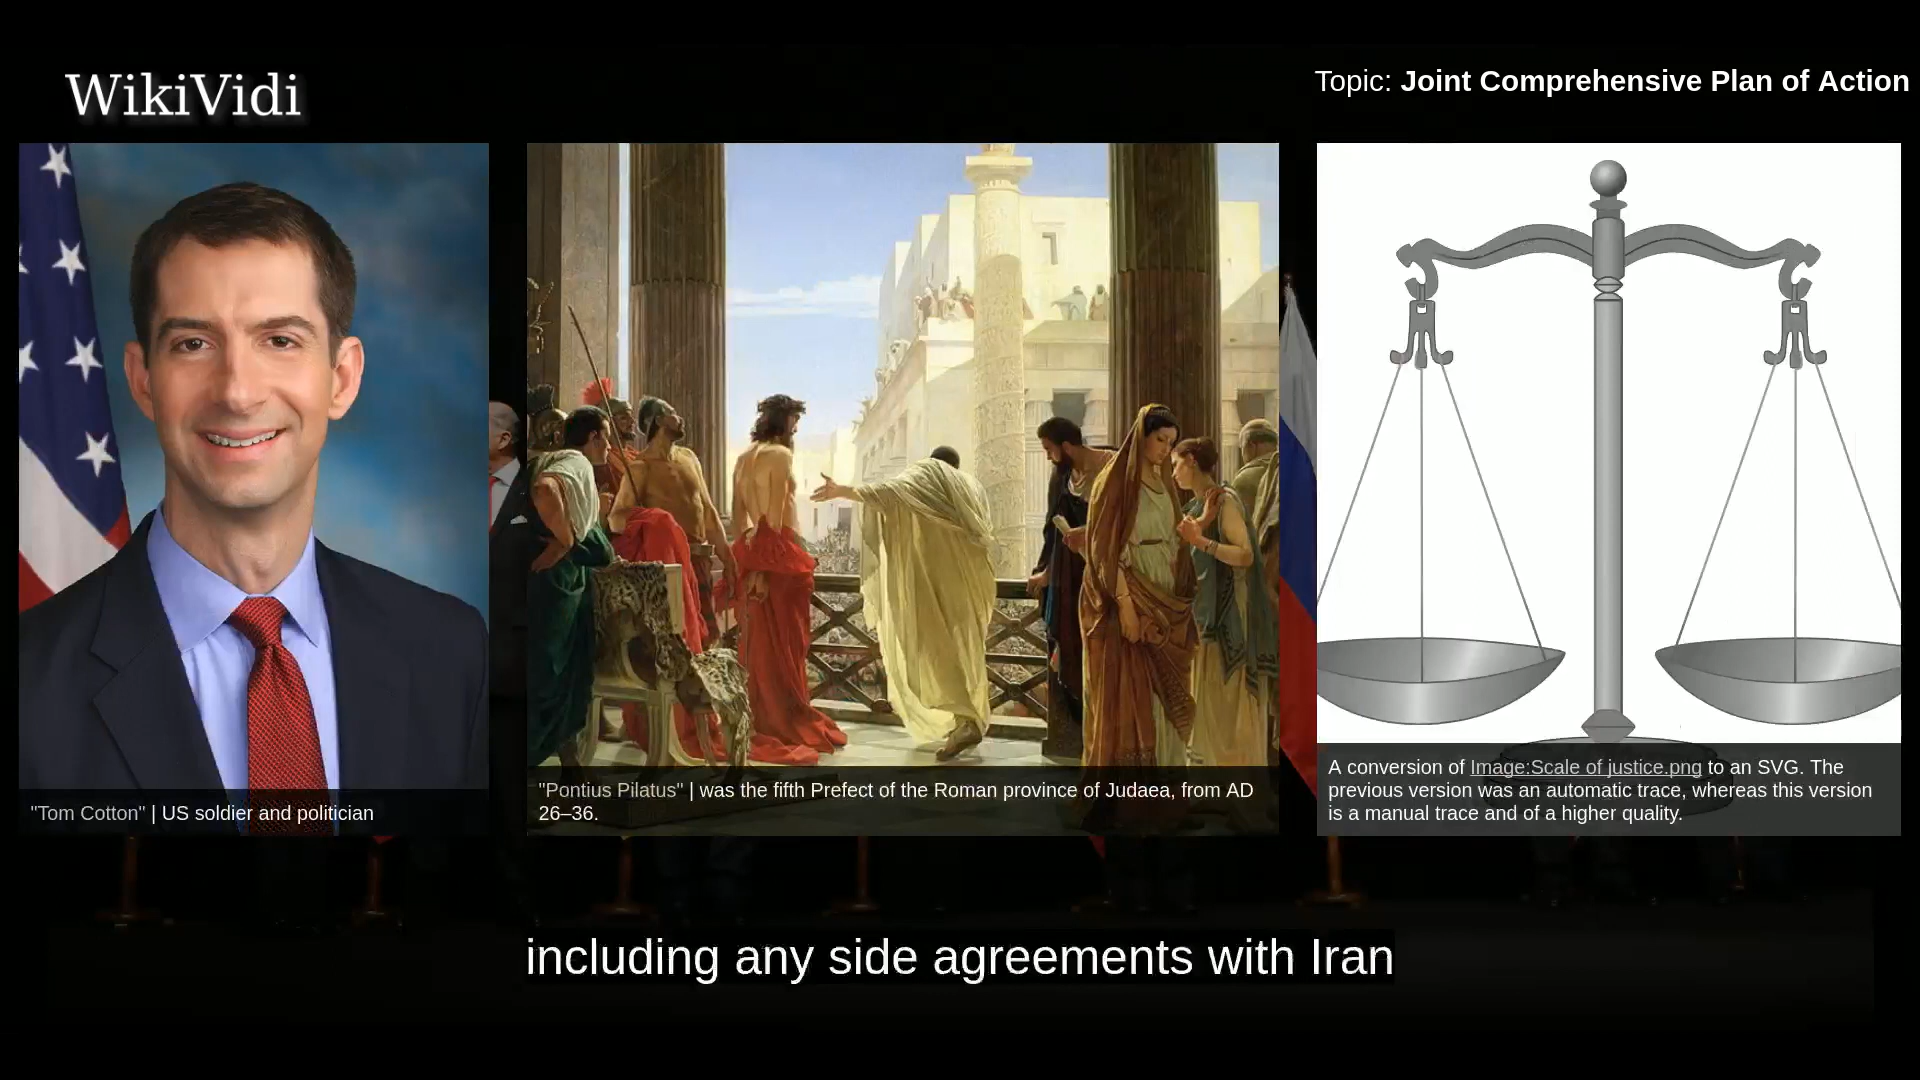 WikiVidi
Topic: Joint Comprehensive Plan of Action
"Tom Cotton" | US soldier and politician
"Pontius Pilatus" | was the fifth Prefect of the Roman province of Judaea, from AD
26–36.
A conversion of Image:Scale of justice.png to an SVG. The
previous version was an automatic trace, whereas this version
is a manual trace and of a higher quality.
including any side agreements with Iran